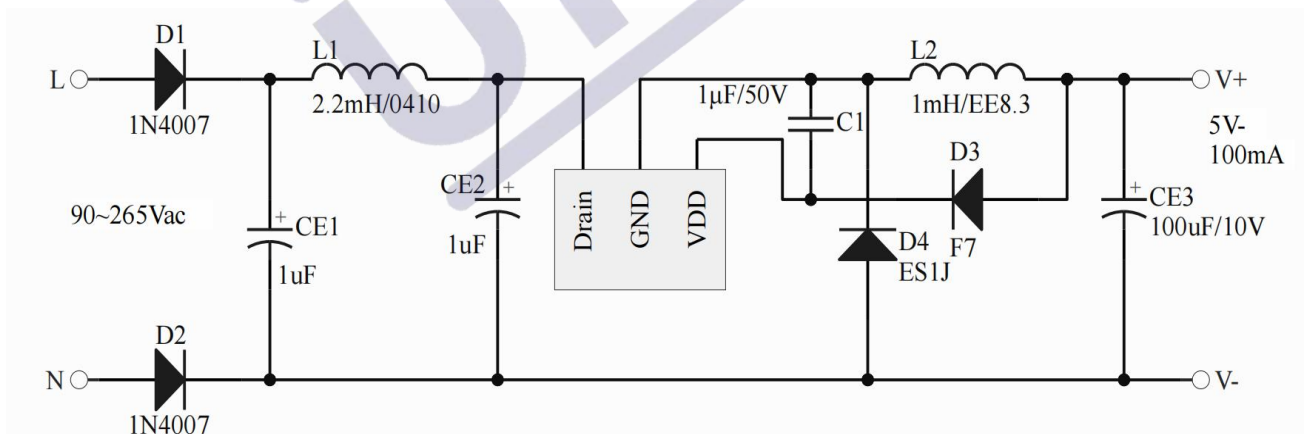 D1
L
1N4007
L1
2.2mH/0410
L2
1mH/EE8.3
1μF/50V
C1
V+
5V-
100mA
D3
F7
CE2
+
1uF
Drain
GND
VDD
CE3
+
100uF/10V
90~265Vac
+
CE1
1uF
D4
ES1J
D2
N
1N4007
V-